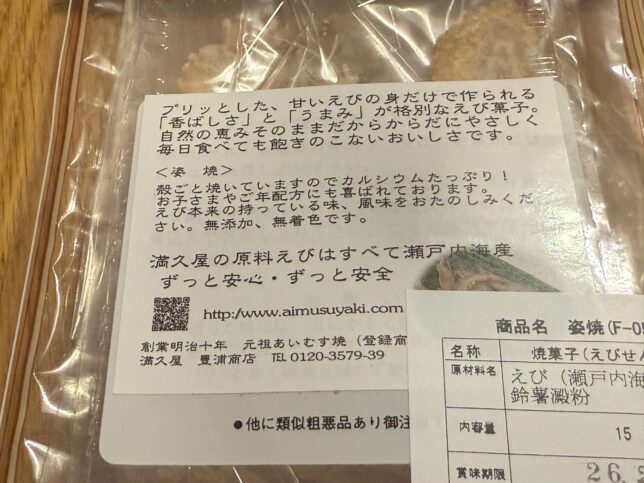 プリッとした、甘いえびの身だけで作られる
「香ばしさ」と「うまみ」が格別なえび菓子。
自然の恵みそのままだからからだにやさしく
毎日食べても飽きのこないおいしさです。
＜姿 焼＞
殻ごと焼いていますのでカルシウムたっぷり！
お子さまやご年配方にも喜ばれております。
えび本来の持っている味、風味をおたのしみくだ
さい。無添加、無着色です。
満久屋の原料えびはすべて瀬戸内海産
ずっと安心・ずっと安全
http:/www.aimusuyaki.com
創業明治十年 元祖あいむす焼（登録商
満久屋 豊浦商店 TEL 0120-3579-39
●他に類似粗悪品あり御注
商品名 姿焼(F-0
名称 焼菓子(えびせん
原材料名 えび（瀬戸内海
鈴薯澱粉
内容量 15
賞味期限 26.